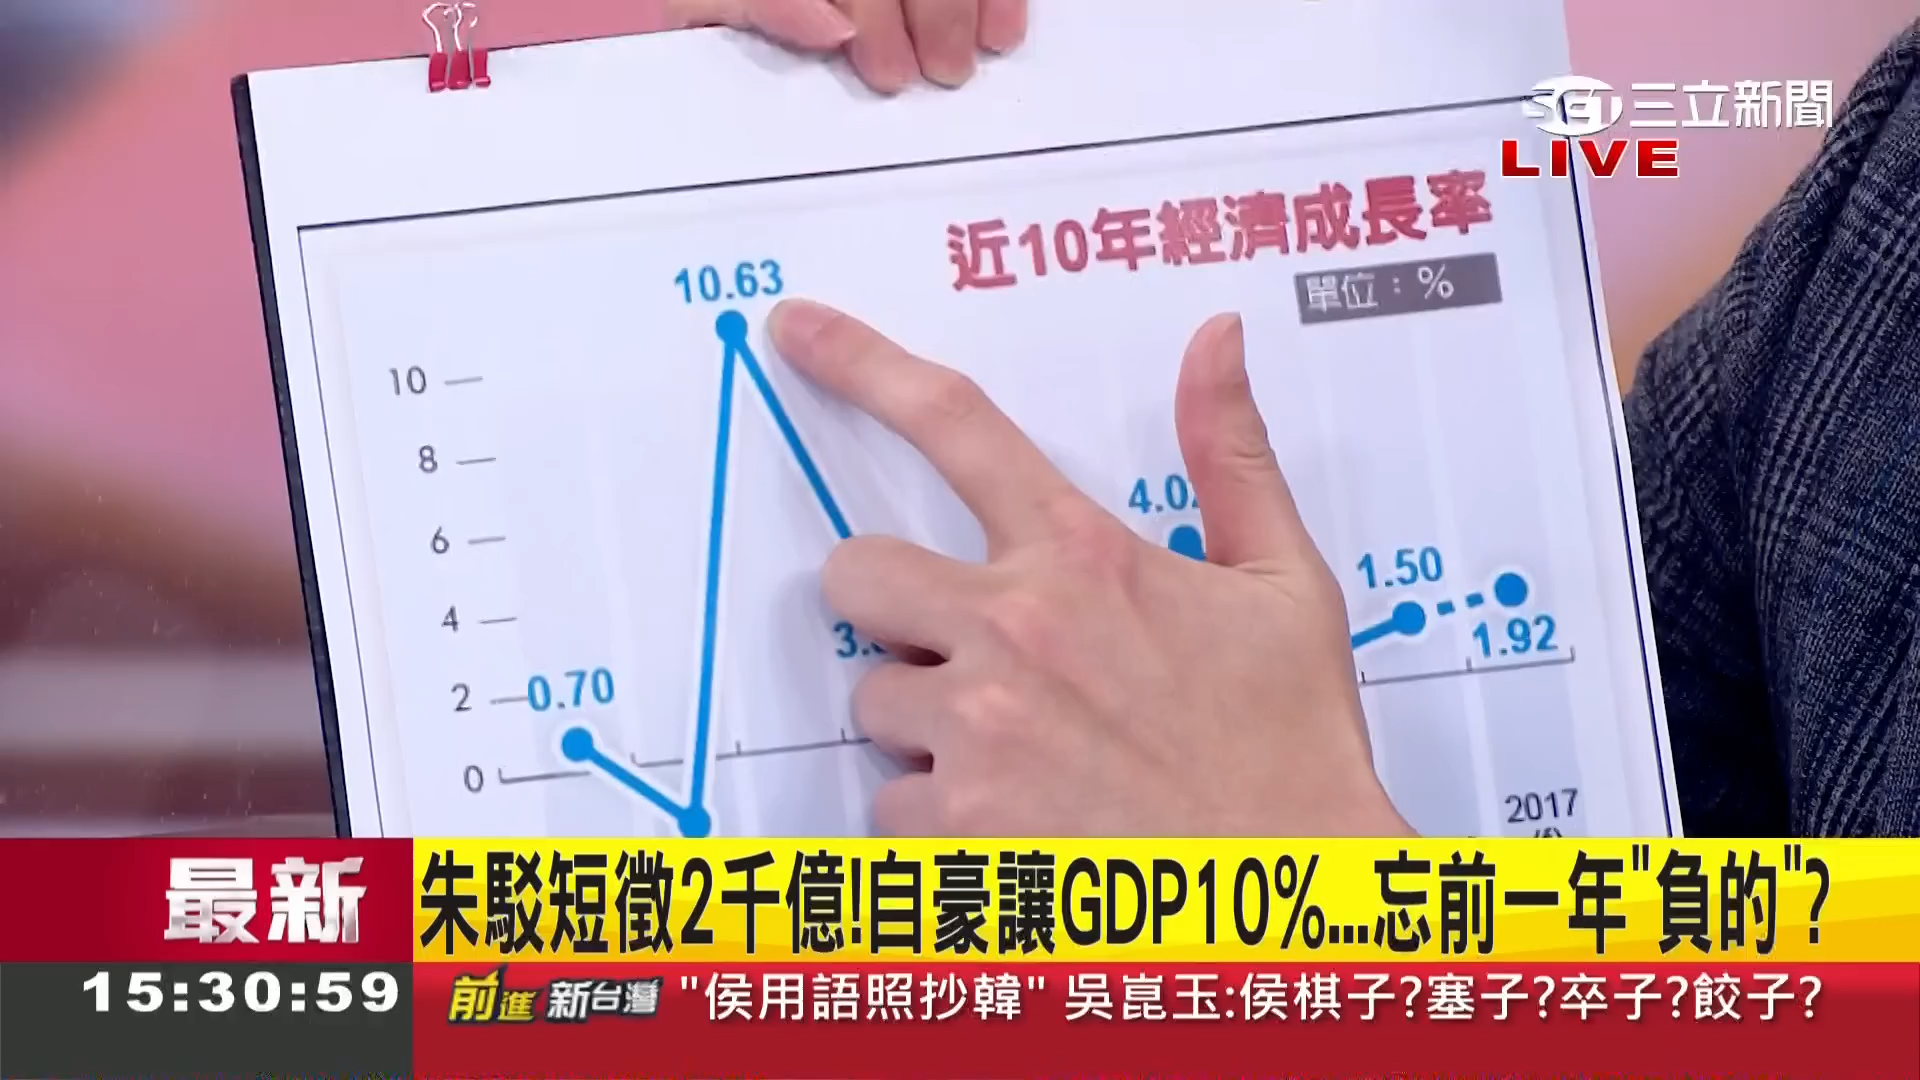 SET 三立新聞
LIVE
近10年經濟成長率
單位：%
10.63
10
8
6
4
2
0
0.70
4.02
1.50
1.92
2017
最新
朱駁短徵2千億!自豪讓GDP10%...忘前一年"負的"?
15:30:59
前進新台灣
"侯用語照抄韓" 吳崑玉:侯棋子?塞子?卒子?餃子?